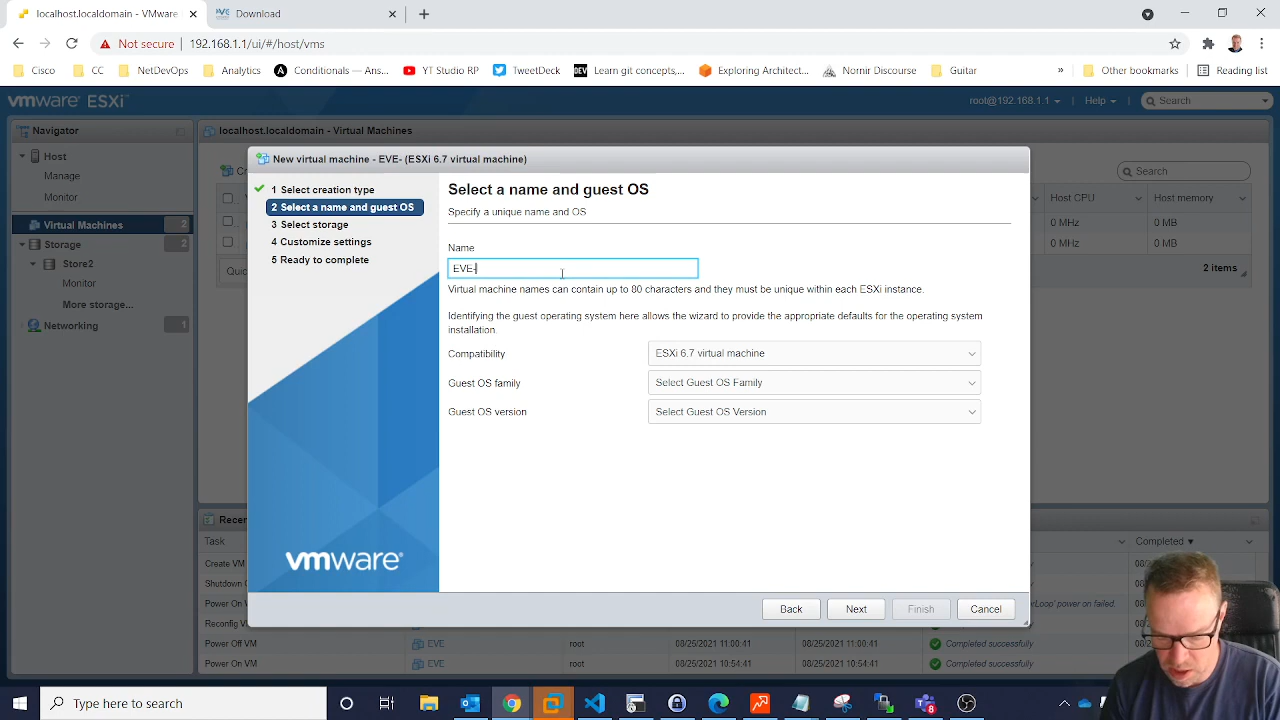 localhost.localdomain - VMware
Download
Not secure 192.168.1.1/ui/#/host/vms
Cisco CC NetDevOps Analytics Constitutionally — Ans... YT Studio RP TweetDeck Learn git concepts,... Exploring Architect... Nornir Discourse Guitar » Other bookmarks Reading list
vmware ESXi™
root@192.168.1.1 | Help | Search
Navigator
localhost.localdomain - Virtual Machines
Host
Manage
Monitor
Virtual Machines 2
Storage 2
Store2
Monitor
More storage...
Networking 1
Search
Host CPU Host memory
0 MHz 0 MB
0 MHz 0 MB
2 items
New virtual machine - EVE- (ESXi 6.7 virtual machine)
1 Select creation type
2 Select a name and guest OS
3 Select storage
4 Customize settings
5 Ready to complete
vmware®
Select a name and guest OS
Specify a unique name and OS
Name
EVE-
Virtual machine names can contain up to 80 characters and they must be unique within each ESXi instance.
Identifying the guest operating system here allows the wizard to provide the appropriate defaults for the operating system
installation.
Compatibility ESXi 6.7 virtual machine
Guest OS family Select Guest OS Family
Guest OS version Select Guest OS Version
Back Next Finish Cancel
Task Completed ▼
Create VM
Shutdown
Power On V
Reconfig V
Power Off VM EVE root 08/25/2021 11:00:41 08/25/2021 11:00:41 Completed successfully
Power On VM EVE root 08/25/2021 10:54:41 08/25/2021 10:54:41 Completed successfully
Type here to search